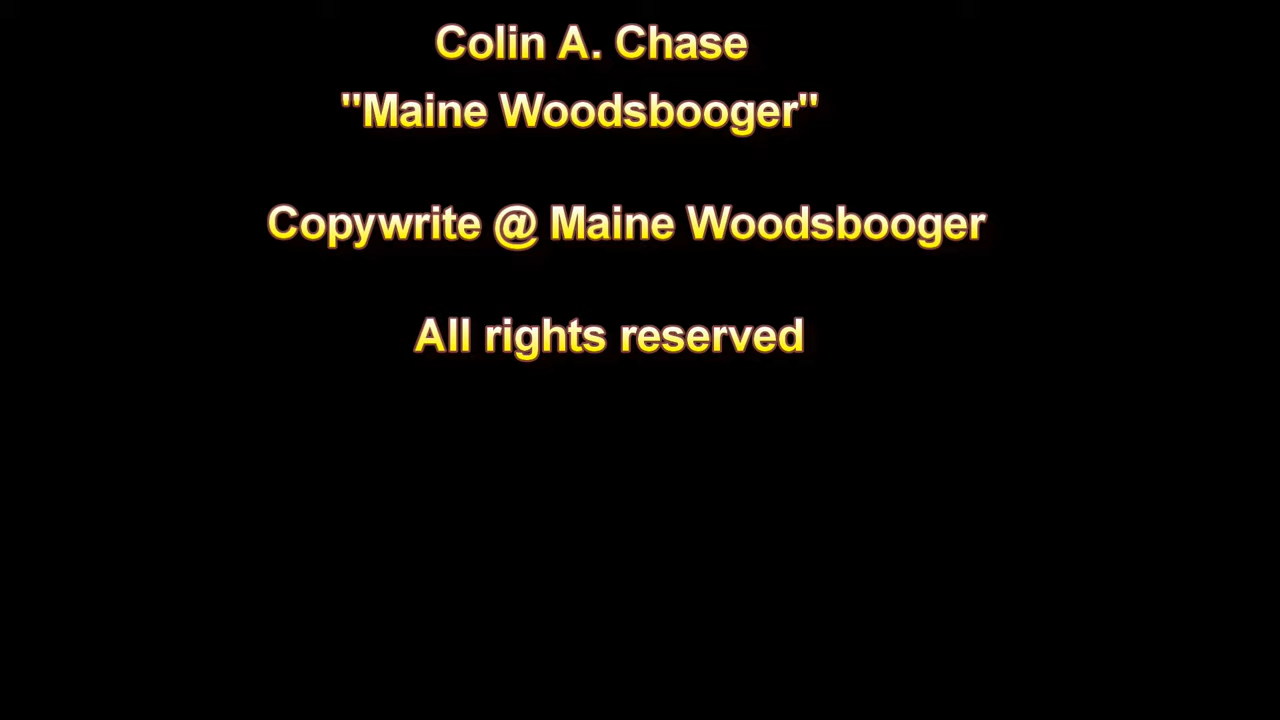 Colin A. Chase
"Maine Woodsbooger"
Copywrite @ Maine Woodsbooger
All rights reserved